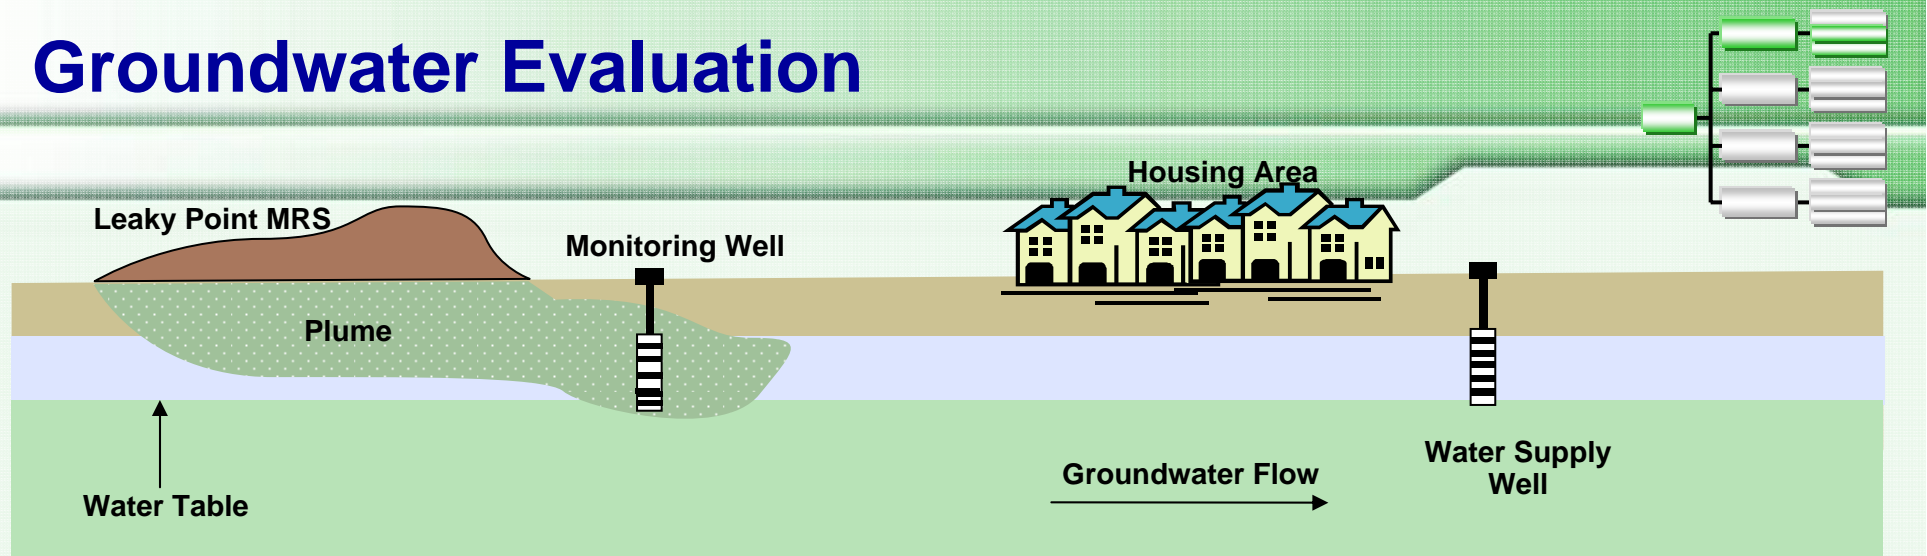 Groundwater Evaluation
Housing Area
Leaky Point MRS
Monitoring Well
Plume
Water Supply
Well
Groundwater Flow
Water Table